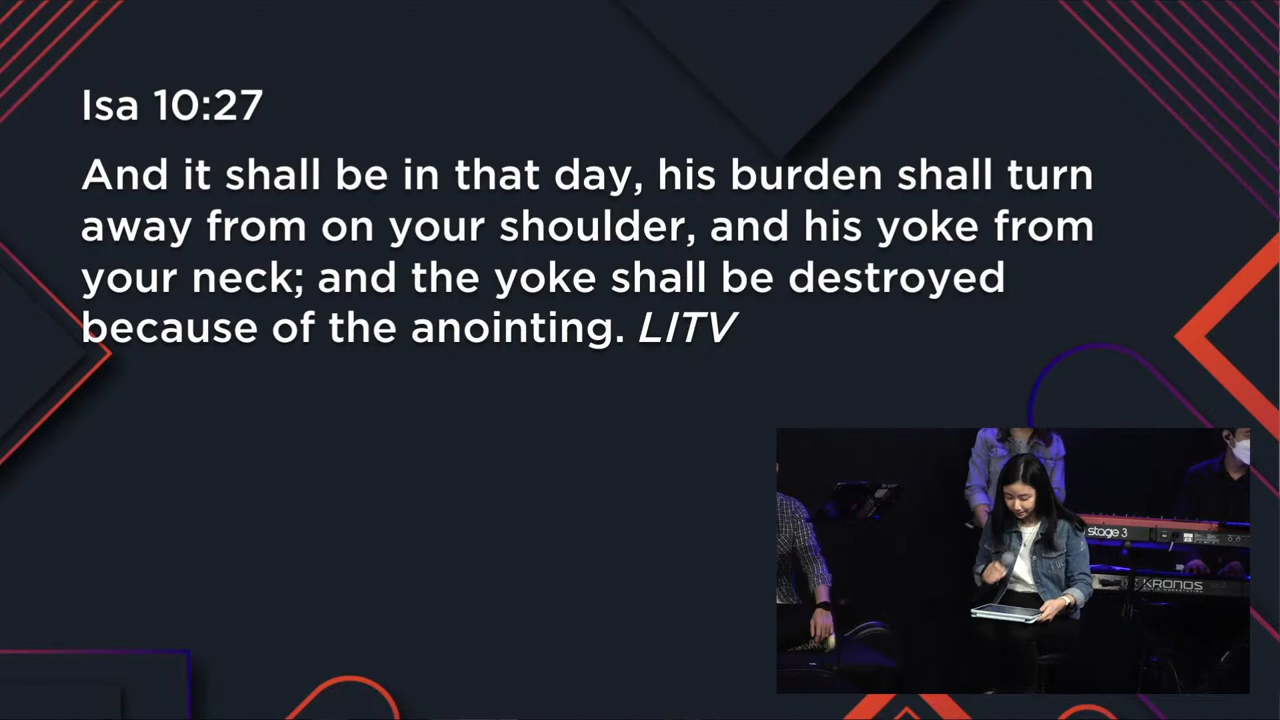 Isa 10:27
And it shall be in that day, his burden shall turn
away from on your shoulder, and his yoke from
your neck; and the yoke shall be destroyed
because of the anointing. LITV
stage 3
KRONOS